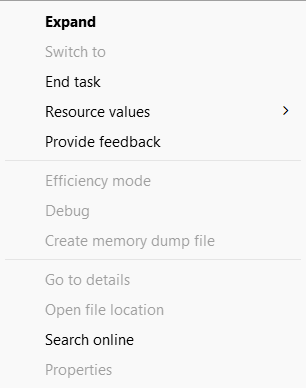 Expand
Switch to
End task
Resource values
Provide feedback
Efficiency mode
Debug
Create memory dump file
Go to details
Open file location
Search online
Properties